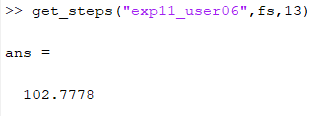 >> get_steps("exp11_user06",fs,13)
ans =
102.7778